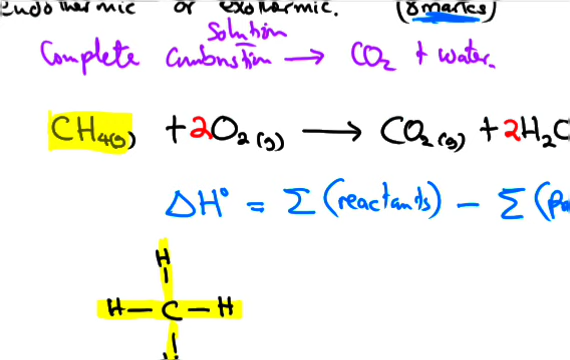 Endothermic or exothermic. (8 marks)
Solution
Complete Combustion → CO₂ + water.
CH₄(g) + 2O₂(g) → CO₂(g) + 2H₂O
ΔH° = Σ(reactants) − Σ(
H
H — C — H